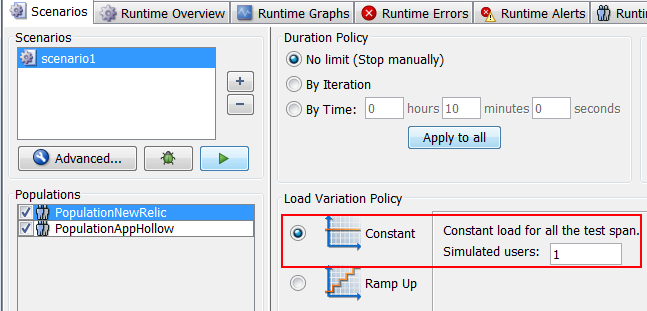 Scenarios
Runtime Overview
Runtime Graphs
Runtime Errors
Runtime Alerts
Scenarios
scenario1
Advanced...
Populations
PopulationNewRelic
PopulationAppHollow
Duration Policy
No limit (Stop manually)
By Iteration
By Time: 0 hours 10 minutes 0 seconds
Apply to all
Load Variation Policy
Constant
Constant load for all the test span.
Simulated users: 1
Ramp Up